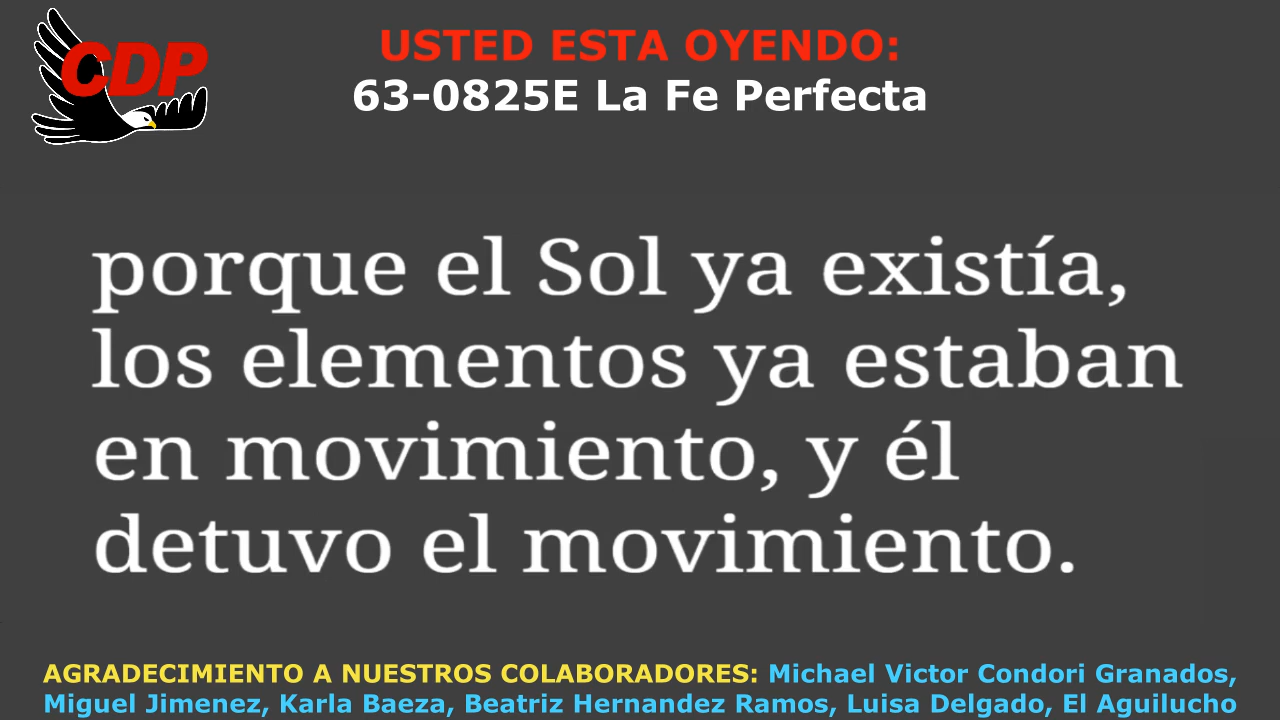 CDP
USTED ESTA OYENDO:
63-0825E La Fe Perfecta
porque el Sol ya existía,
los elementos ya estaban
en movimiento, y él
detuvo el movimiento.
AGRADECIMIENTO A NUESTROS COLABORADORES: Michael Victor Condori Granados,
Miguel Jimenez, Karla Baeza, Beatriz Hernandez Ramos, Luisa Delgado, El Aguilucho